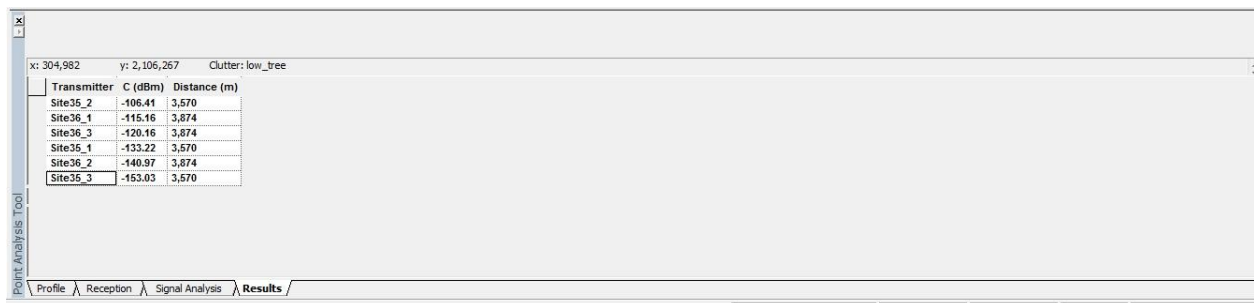 x: 304,982 y: 2,106,267 Clutter: low_tree
Transmitter C (dBm) Distance (m)
Site35_2 -106.41 3,570
Site36_1 -115.16 3,874
Site36_3 -120.16 3,874
Site35_1 -133.22 3,570
Site36_2 -140.97 3,874
Site35_3 -153.03 3,570
Point Analysis Tool
Profile Reception Signal Analysis Results